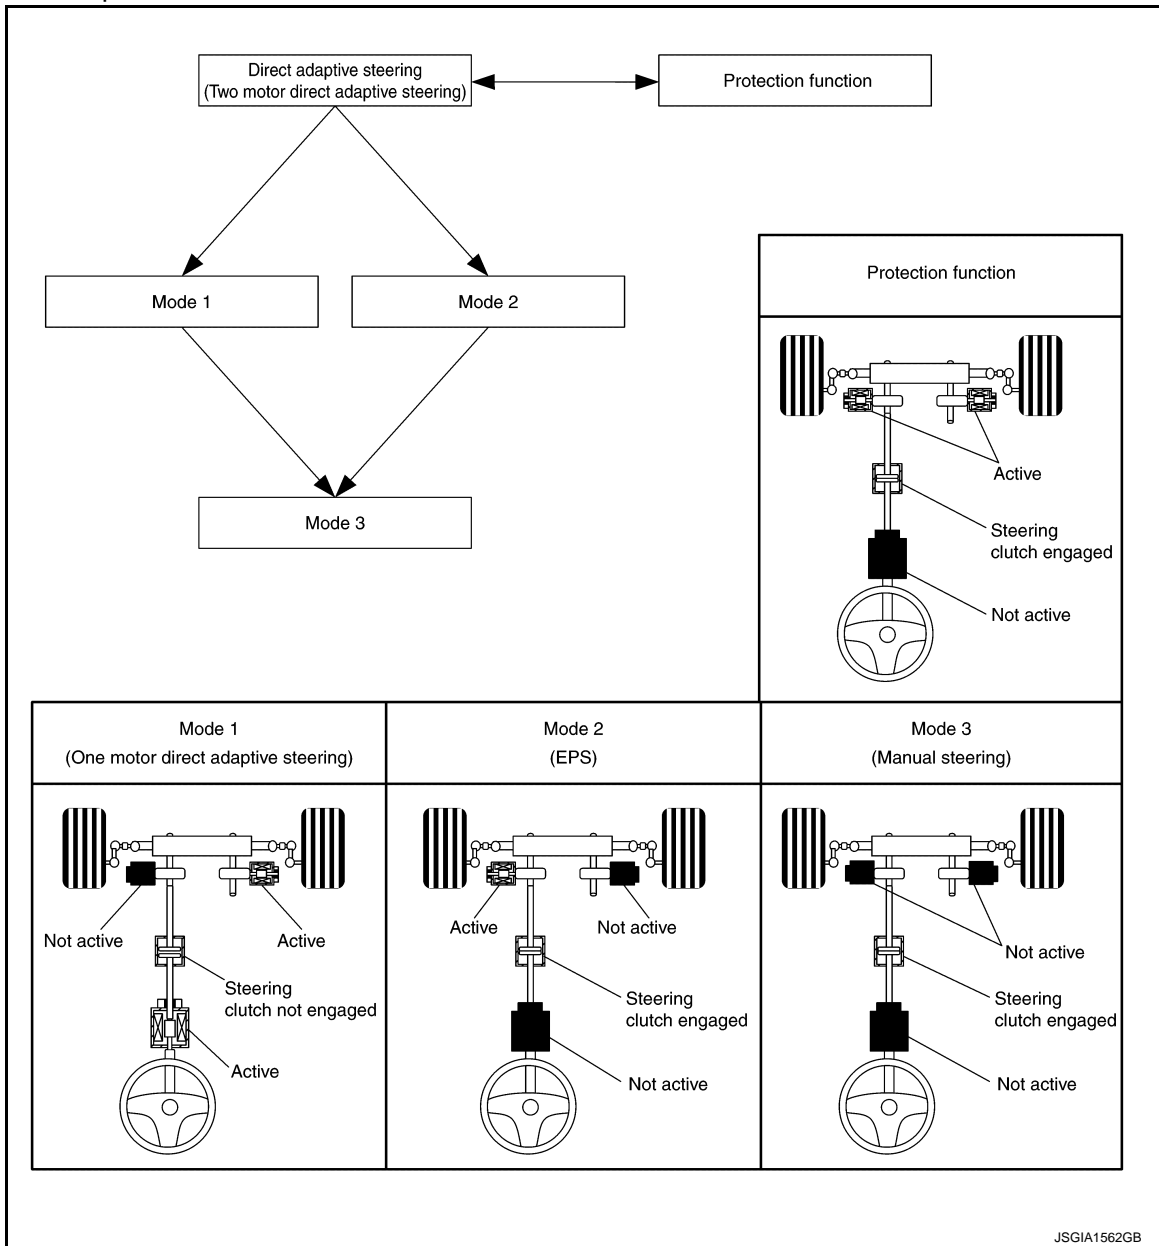 Direct adaptive steering
(Two motor direct adaptive steering)
Protection function
Mode 1
Mode 2
Mode 3
Protection function
Active
Steering
clutch engaged
Not active
Mode 1
(One motor direct adaptive steering)
Not active
Active
Steering
clutch not engaged
Active
Mode 2
(EPS)
Active
Not active
Steering
clutch engaged
Not active
Mode 3
(Manual steering)
Not active
Steering
clutch engaged
Not active
JSGIA1562GB